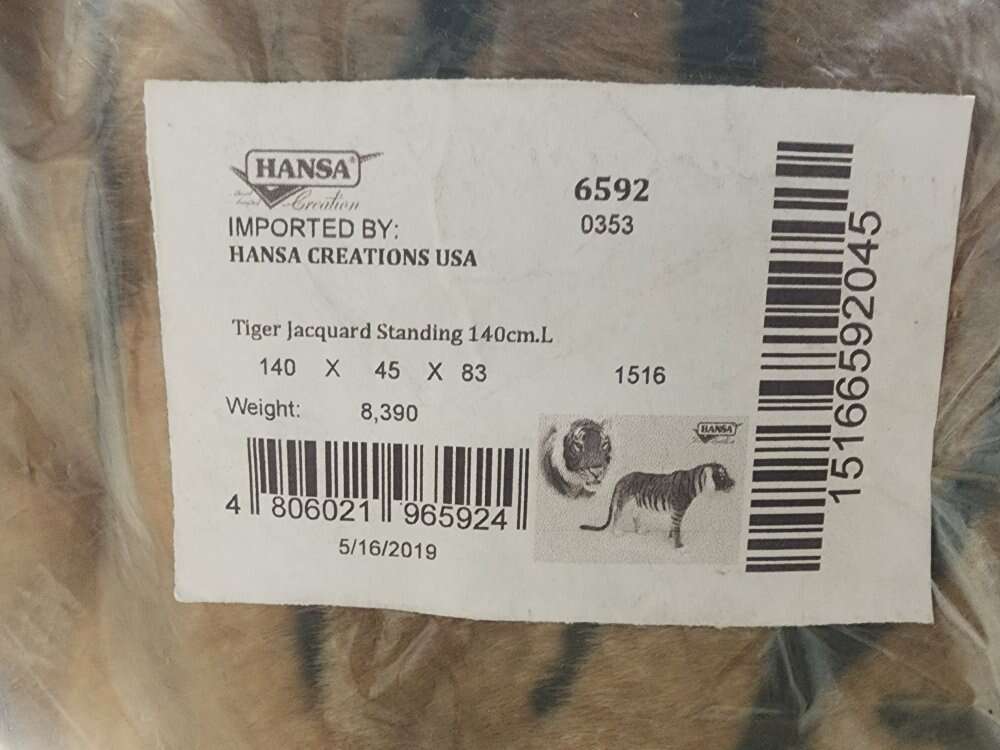 HANSA®
Creation
IMPORTED BY:
HANSA CREATIONS USA
6592
0353
Tiger Jacquard Standing 140cm.L
140 X 45 X 83
1516
Weight: 8,390
4 806021 965924
5/16/2019
HANSA
1516659592045